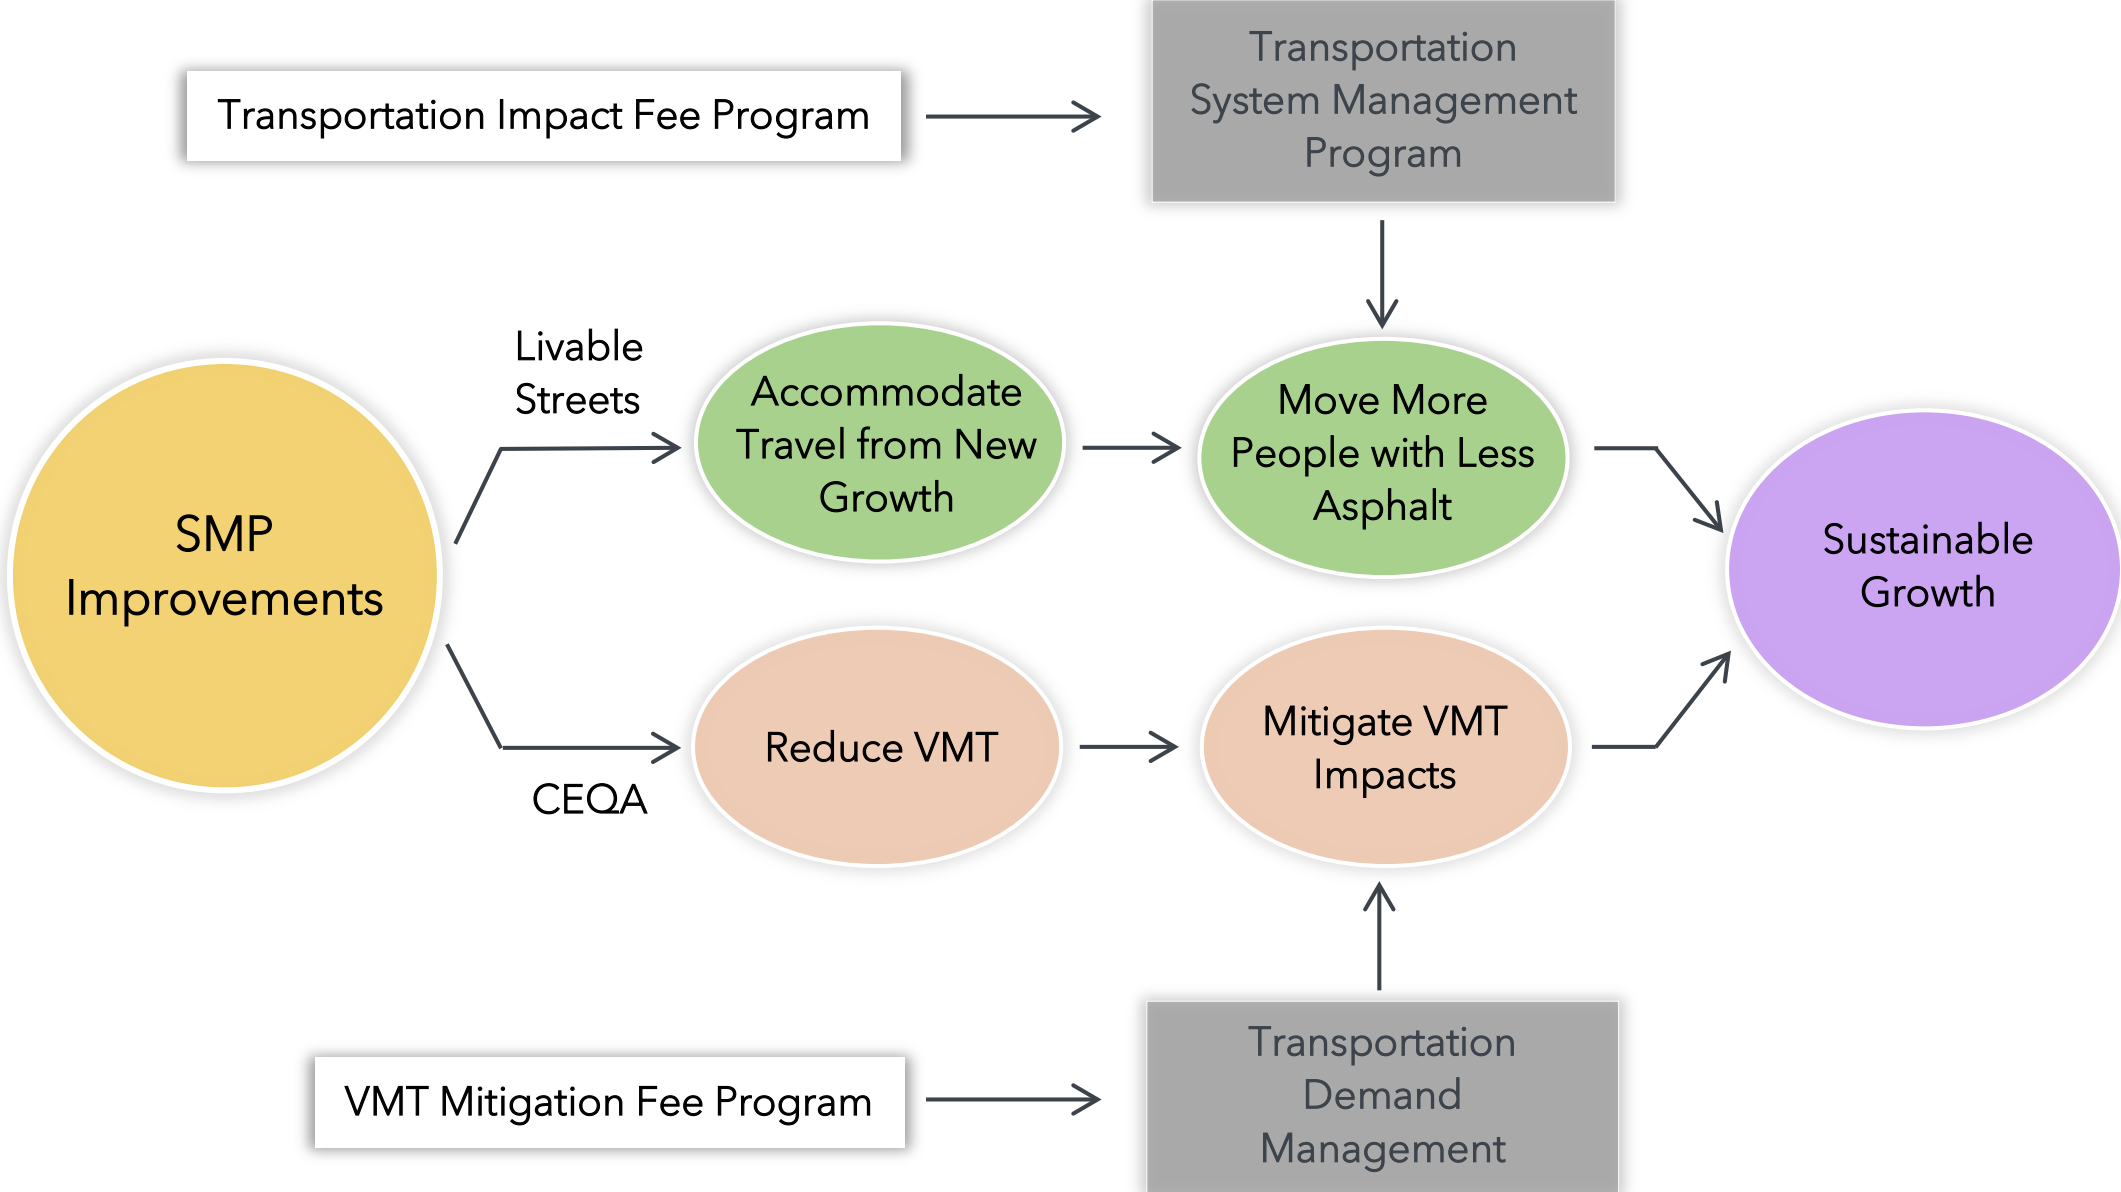 Transportation
System Management
Program
Transportation Impact Fee Program
Livable
Streets
Accommodate
Travel from New
Growth
Move More
People with Less
Asphalt
SMP
Improvements
Sustainable
Growth
Reduce VMT
Mitigate VMT
Impacts
CEQA
VMT Mitigation Fee Program
Transportation
Demand
Management